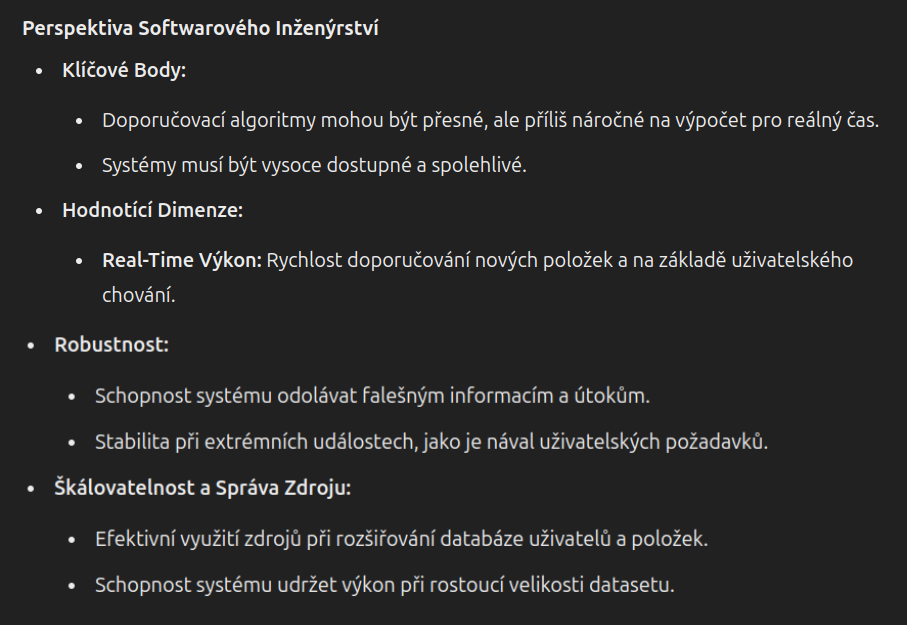 Perspektiva Softwarového Inženýrství
Klíčové Body:
Doporučovací algoritmy mohou být přesné, ale příliš náročné na výpočet pro reálný čas.
Systémy musí být vysoce dostupné a spolehlivé.
Hodnotící Dimenze:
Real-Time Výkon: Rychlost doporučování nových položek a na základě uživatelského
chování.
Robustnost:
Schopnost systému odolávat falešným informacím a útokům.
Stabilita při extrémních událostech, jako je nával uživatelských požadavků.
Škálovatelnost a Správa Zdroju:
Efektivní využití zdrojů při rozšiřování databáze uživatelů a položek.
Schopnost systému udržet výkon při rostoucí velikosti datasetu.